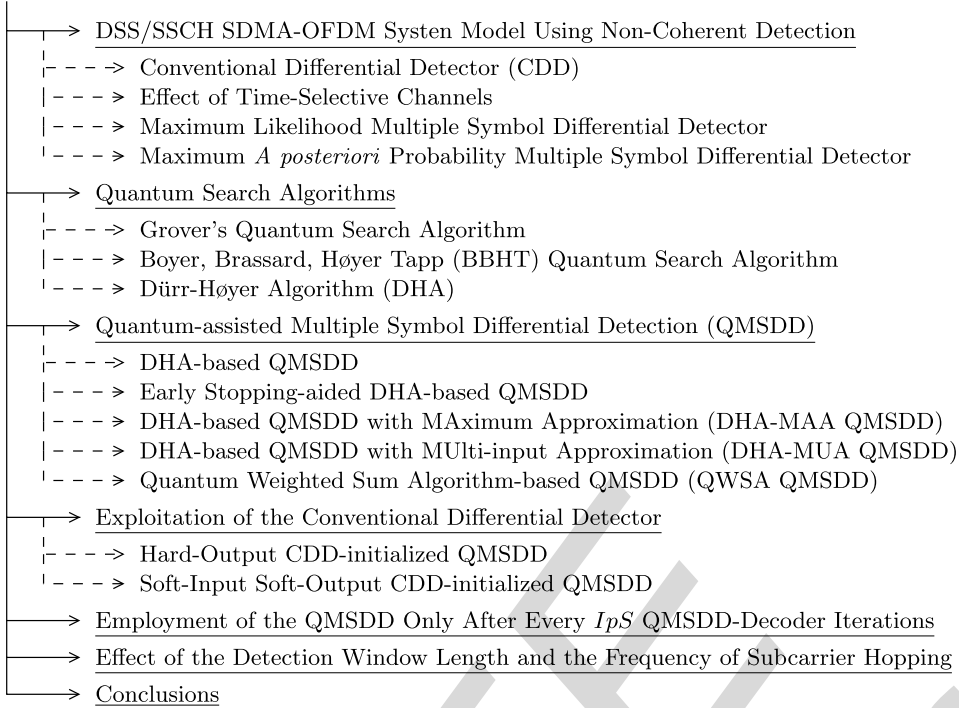 DSS/SSCH SDMA-OFDM Systen Model Using Non-Coherent Detection
Conventional Differential Detector (CDD)
Effect of Time-Selective Channels
Maximum Likelihood Multiple Symbol Differential Detector
Maximum A posteriori Probability Multiple Symbol Differential Detector
Quantum Search Algorithms
Grover's Quantum Search Algorithm
Boyer, Brassard, Høyer Tapp (BBHT) Quantum Search Algorithm
Dürr-Høyer Algorithm (DHA)
Quantum-assisted Multiple Symbol Differential Detection (QMSDD)
DHA-based QMSDD
Early Stopping-aided DHA-based QMSDD
DHA-based QMSDD with MAximum Approximation (DHA-MAA QMSDD)
DHA-based QMSDD with MUlti-input Approximation (DHA-MUA QMSDD)
Quantum Weighted Sum Algorithm-based QMSDD (QWSA QMSDD)
Exploitation of the Conventional Differential Detector
Hard-Output CDD-initialized QMSDD
Soft-Input Soft-Output CDD-initialized QMSDD
Employment of the QMSDD Only After Every IpS QMSDD-Decoder Iterations
Effect of the Detection Window Length and the Frequency of Subcarrier Hopping
Conclusions